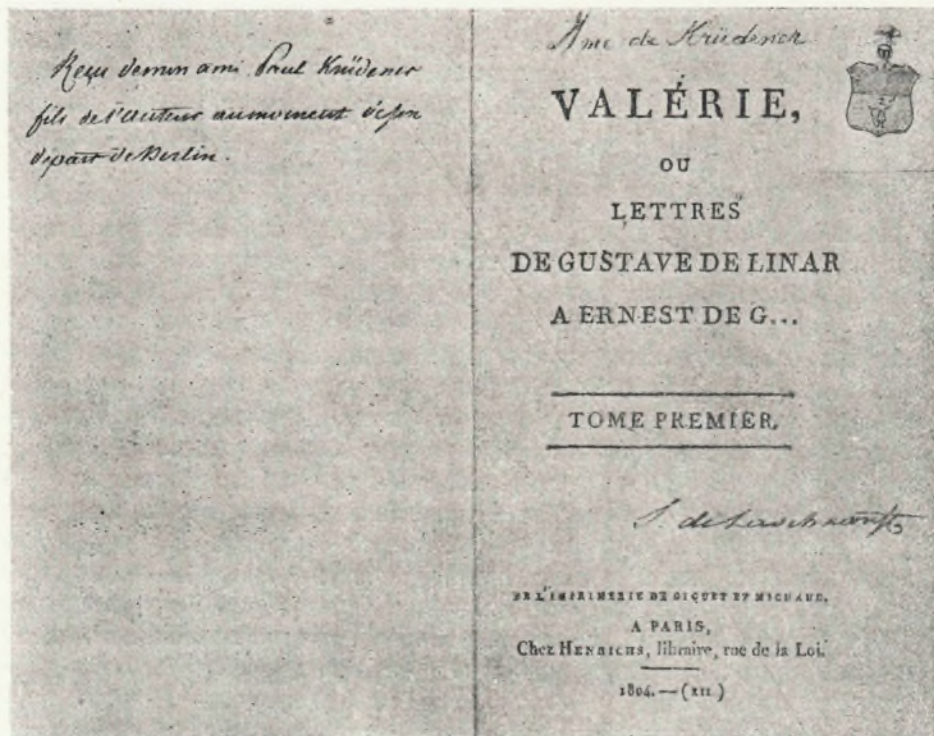 Reçu de mon ami Paul Krüdener
fils de l'auteur au moment de son
départ de Berlin.
Krüdener
VALÉRIE,
OU
LETTRES
DE GUSTAVE DE LINAR
A ERNEST DE G...
TOME PREMIER.
DE L'IMPRIMERIE DE GIGUET ET MICHAUD.
A PARIS,
Chez HENRICHS, libraire, rue de la Loi.
1804.—(XII.)